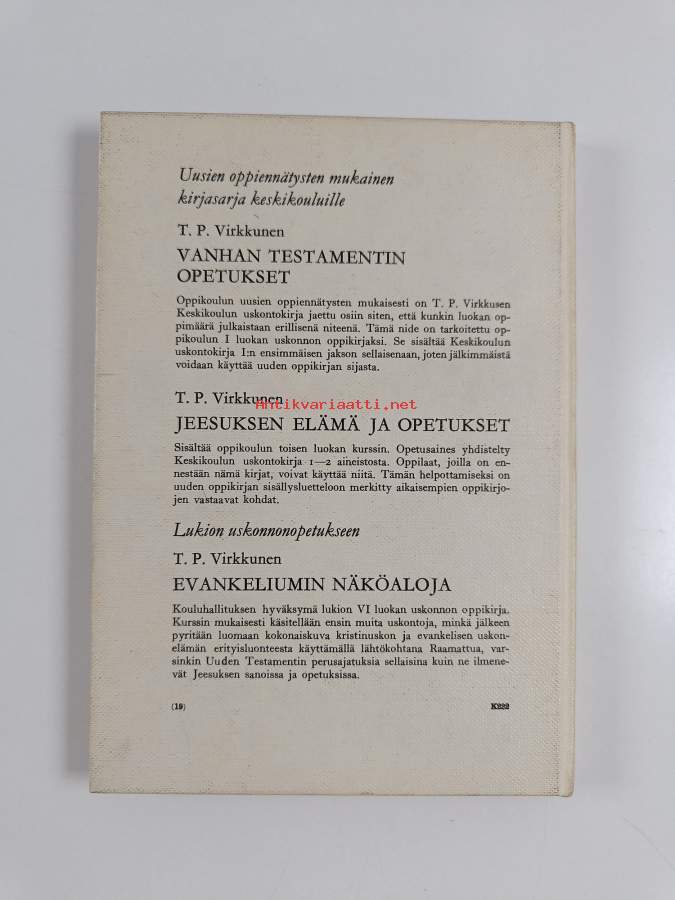 Uusien oppiennätysten mukainen
kirjasarja keskikouluille
T. P. Virkkunen
VANHAN TESTAMENTIN
OPETUKSET
Oppikoulun uusien oppiennätysten mukaisesti on T. P. Virkkusen
Keskikoulun uskontokirja jaettu osiin siten, että kunkin luokan op-
pimäärä julkaistaan erillisenä niteenä. Tämä nide on tarkoitettu op-
pikoulun I luokan uskonnon oppikirjaksi. Se sisältää Keskikoulun
uskontokirja I:n ensimmäisen jakson sellaisenaan, joten jälkimmäistä
voidaan käyttää uuden oppikirjan sijasta.
T. P. Virkkunen
Antikvariaatti.net
JEESUKSEN ELÄMÄ JA OPETUKSET
Sisältää oppikoulun toisen luokan kurssin. Opetusaines yhdistelty
Keskikoulun uskontokirja 1—2 aineistosta. Oppilaat, joilla on en-
nestään nämä kirjat, voivat käyttää niitä. Tämän helpottamiseksi on
uuden oppikirjan sisällysluetteloon merkitty aikaisempien oppikirjo-
jen vastaavat kohdat.
Lukion uskonnonopetukseen
T. P. Virkkunen
EVANKELIUMIN NÄKÖALOJA
Kouluhallituksen hyväksymä lukion VI luokan uskonnon oppikirja.
Kurssin mukaisesti käsitellään ensin muita uskontoja, minkä jälkeen
pyritään luomaan kokonaiskuva kristinuskon ja evankelisen uskon-
elämän erityisluonteesta käyttämällä lähtökohtana Raamattua, var-
sinkin Uuden Testamentin perusajatuksia sellaisina kuin ne ilmene-
vät Jeesuksen sanoissa ja opetuksissa.
(19) K222